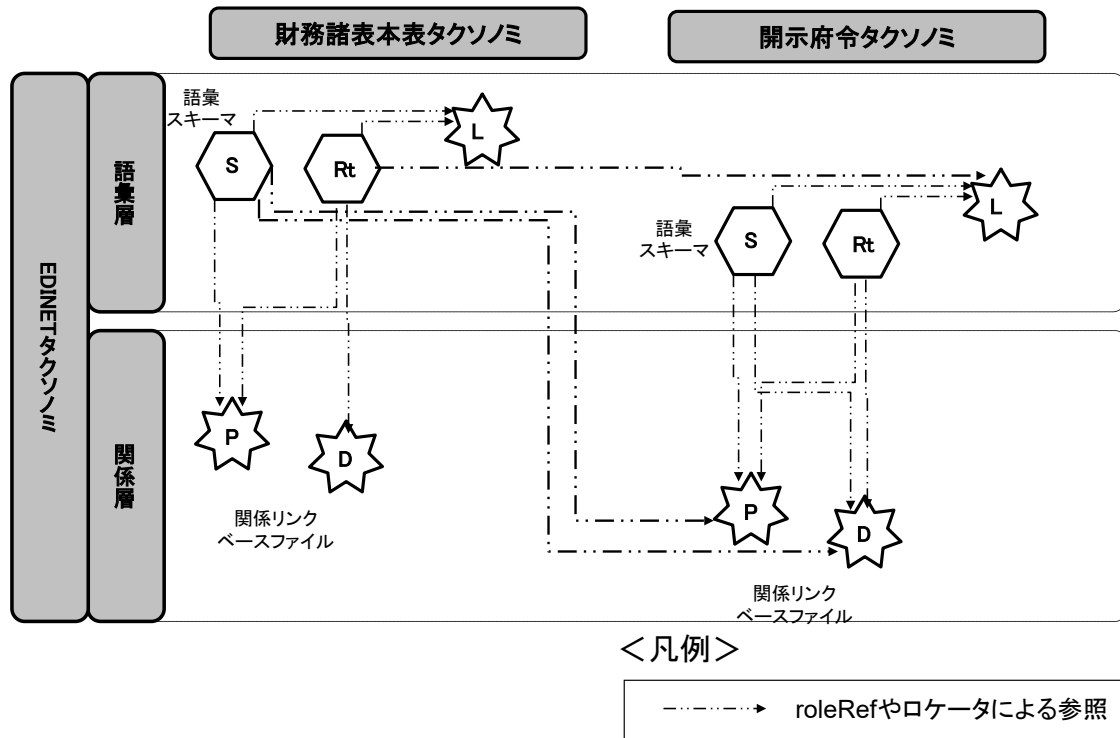 財務諸表本表タクソノミ
開示府令タクソノミ
EDINETタクソノミ
語彙層
語彙
スキーマ
S
Rt
L
語彙
スキーマ
S
Rt
L
関係層
P
D
関係リンク
ベースファイル
P
D
関係リンク
ベースファイル
<凡例>
roleRefやロケータによる参照